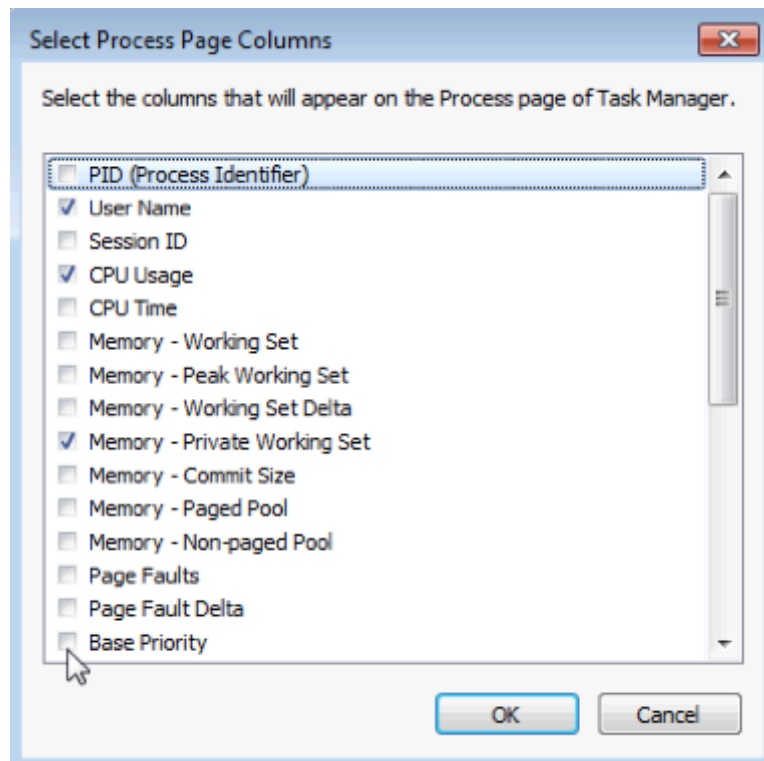 Select Process Page Columns
Select the columns that will appear on the Process page of Task Manager.
PID (Process Identifier)
User Name
Session ID
CPU Usage
CPU Time
Memory - Working Set
Memory - Peak Working Set
Memory - Working Set Delta
Memory - Private Working Set
Memory - Commit Size
Memory - Paged Pool
Memory - Non-paged Pool
Page Faults
Page Fault Delta
Base Priority
OK Cancel